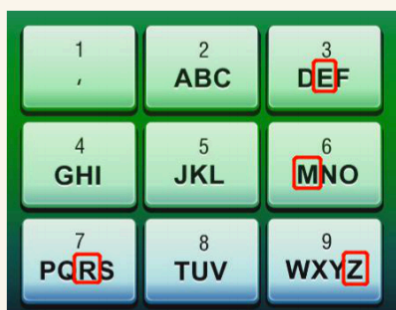 1 2 3
, ABC DEF
4 5 6
GHI JKL MNO
7 8 9
PQRS TUV WXYZ